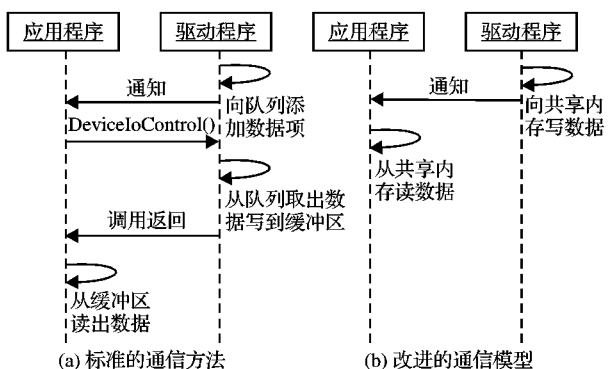 应用程序
驱动程序
通知
向队列添
加数据项
DeviceIoControl()
从队列取出数
据写到缓冲区
调用返回
从缓冲区
读出数据
(a) 标准的通信方法
应用程序
驱动程序
通知
向共享内
存写数据
从共享内
存读数据
(b) 改进的通信模型